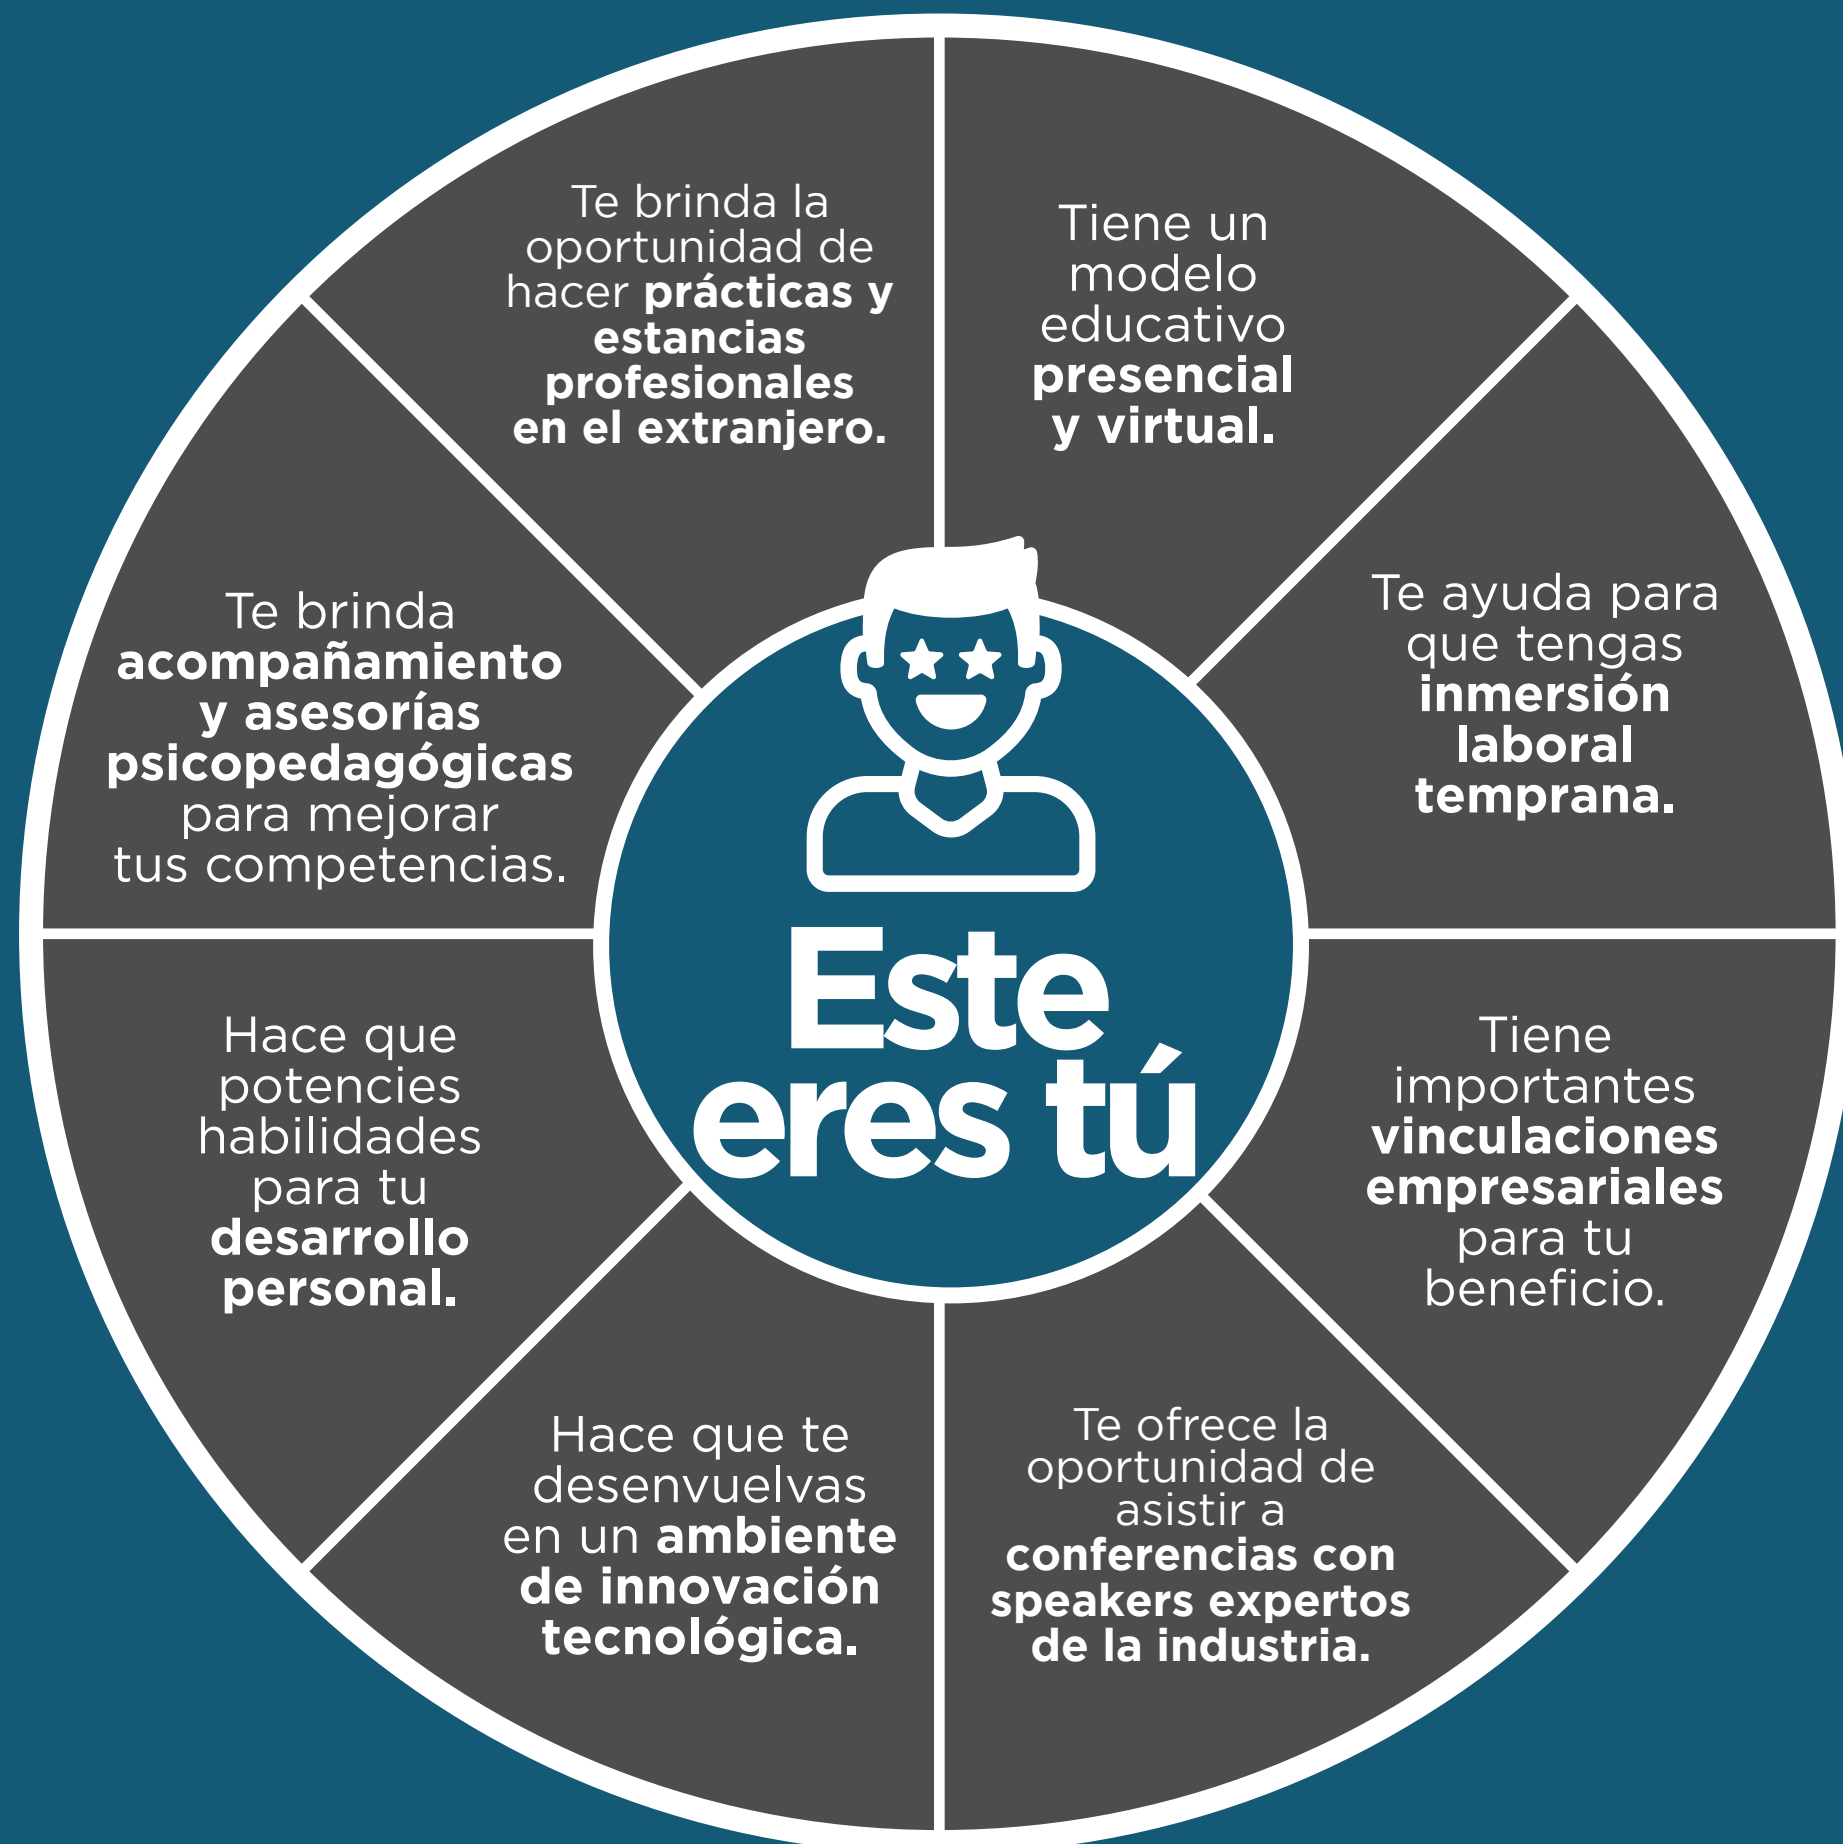 Te brinda la
oportunidad de
hacer prácticas y
estancias
profesionales
en el extranjero.
Tiene un
modelo
educativo
presencial
y virtual.
Te ayuda para
que tengas
inmersión
laboral
temprana.
Tiene
importantes
vinculaciones
empresariales
para tu
beneficio.
Te ofrece la
oportunidad de
asistir a
conferencias con
speakers expertos
de la industria.
Hace que te
desenvuelvas
en un ambiente
de innovación
tecnológica.
Hace que
potencies
habilidades
para tu
desarrollo
personal.
Te brinda
acompañamiento
y asesorías
psicopedagógicas
para mejorar
tus competencias.
Este
eres tú